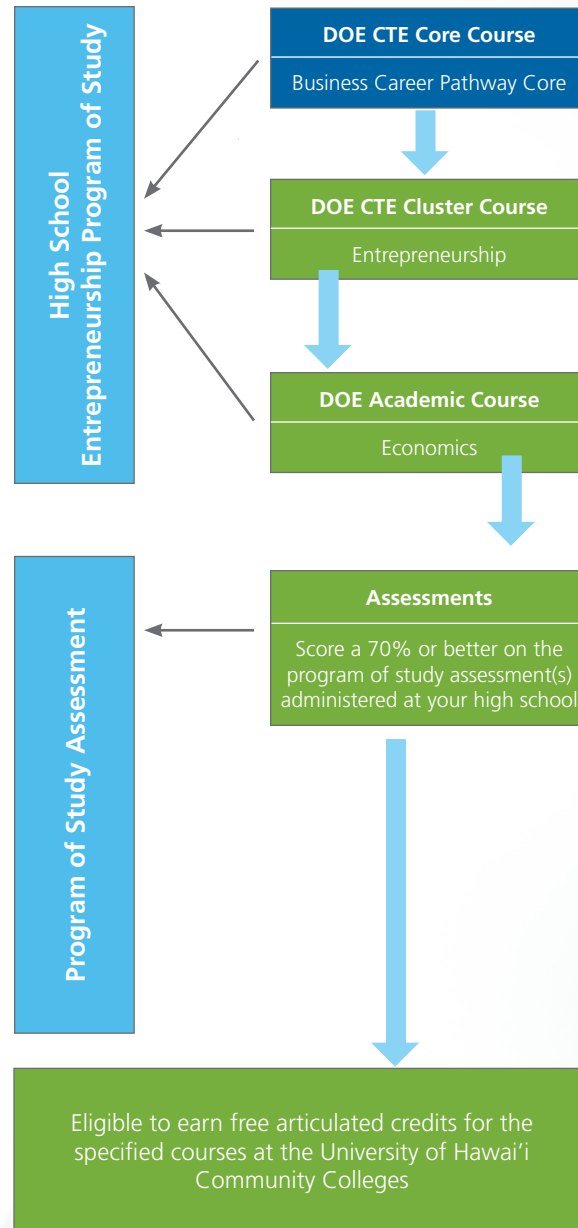 DOE CTE Core Course
Business Career Pathway Core
High School
Entrepreneurship Program of Study
DOE CTE Cluster Course
Entrepreneurship
DOE Academic Course
Economics
Program of Study Assessment
Assessments
Score a 70% or better on the
program of study assessment(s)
administered at your high school
Eligible to earn free articulated credits for the
specified courses at the University of Hawai'i
Community Colleges